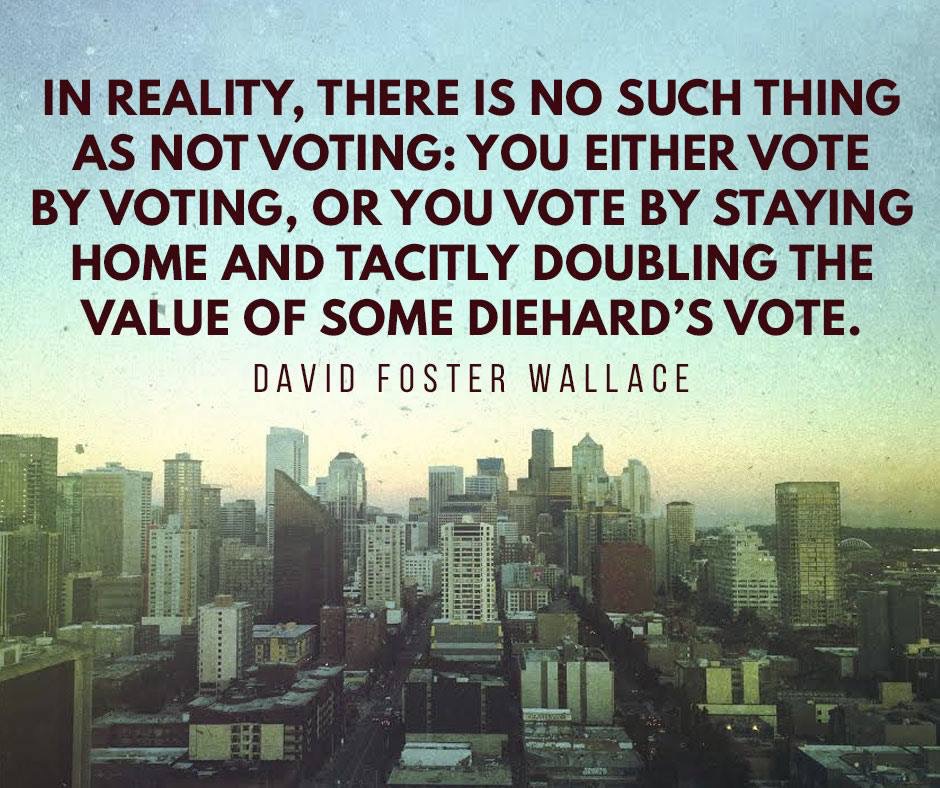 IN REALITY, THERE IS NO SUCH THING
AS NOT VOTING: YOU EITHER VOTE
BY VOTING, OR YOU VOTE BY STAYING
HOME AND TACITLY DOUBLING THE
VALUE OF SOME DIEHARD’S VOTE.
DAVID FOSTER WALLACE